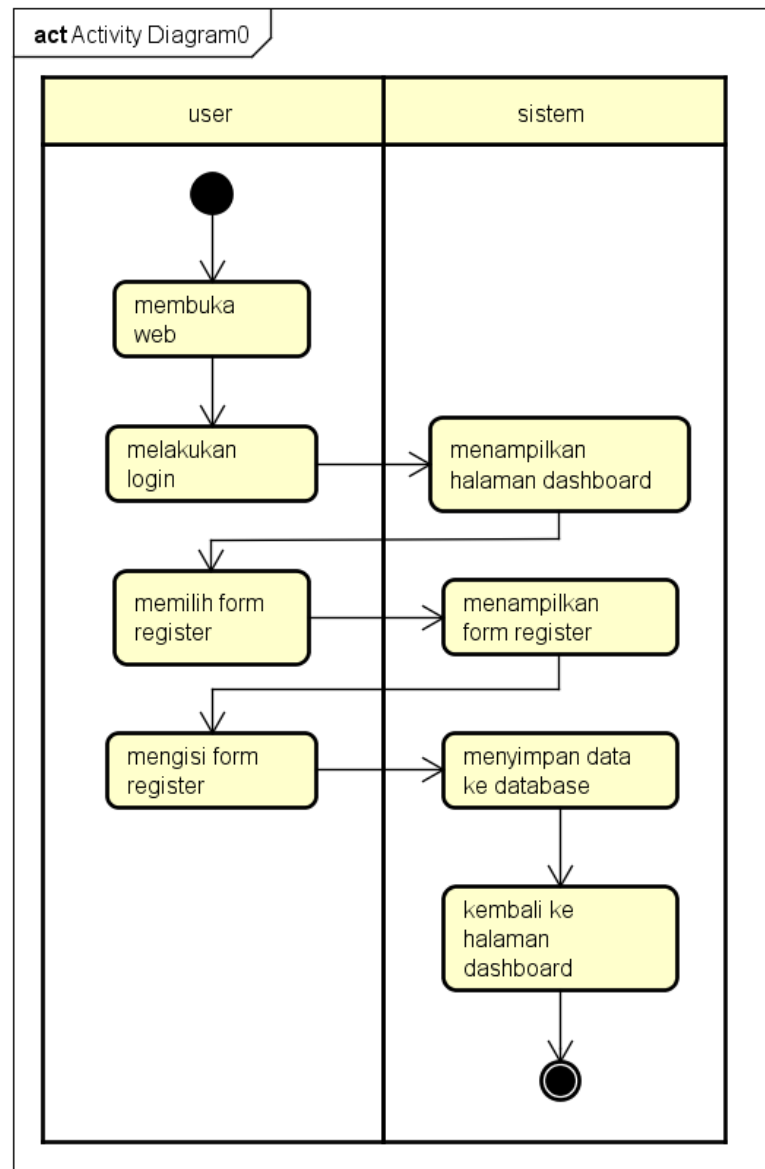 act Activity Diagram0
user
sistem
membuka
web
melakukan
login
menampilkan
halaman dashboard
memilih form
register
menampilkan
form register
mengisi form
register
menyimpan data
ke database
kembali ke
halaman
dashboard